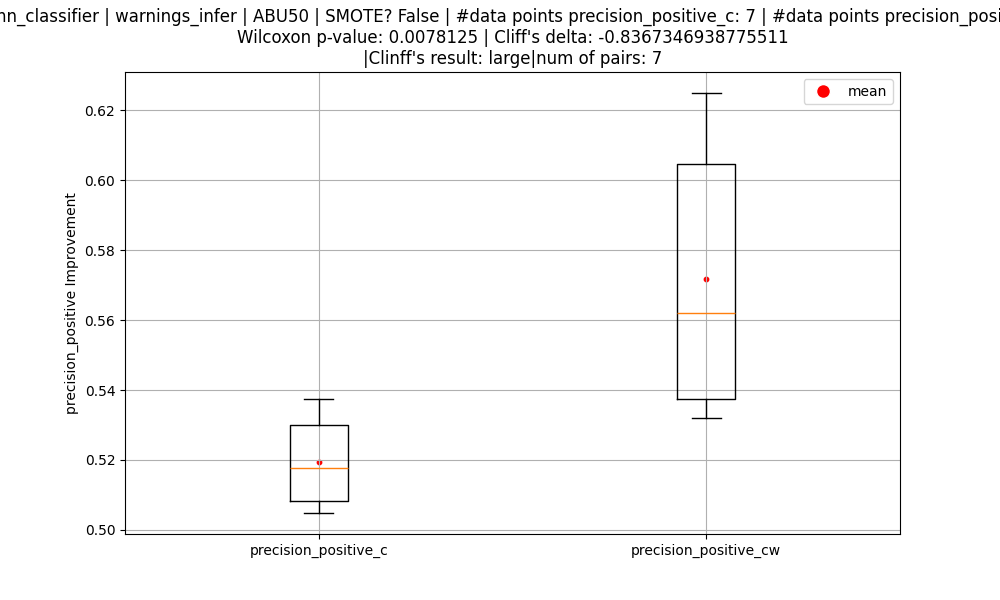 nn_classifier | warnings_infer | ABU50 | SMOTE? False | #data points precision_positive_c: 7 | #data points precision_posi
Wilcoxon p-value: 0.0078125 | Cliff's delta: -0.8367346938775511
|Clinff's result: large|num of pairs: 7
mean
0.62
0.60
0.58
0.56
0.54
0.52
0.50
precision_positive Improvement
precision_positive_c
precision_positive_cw